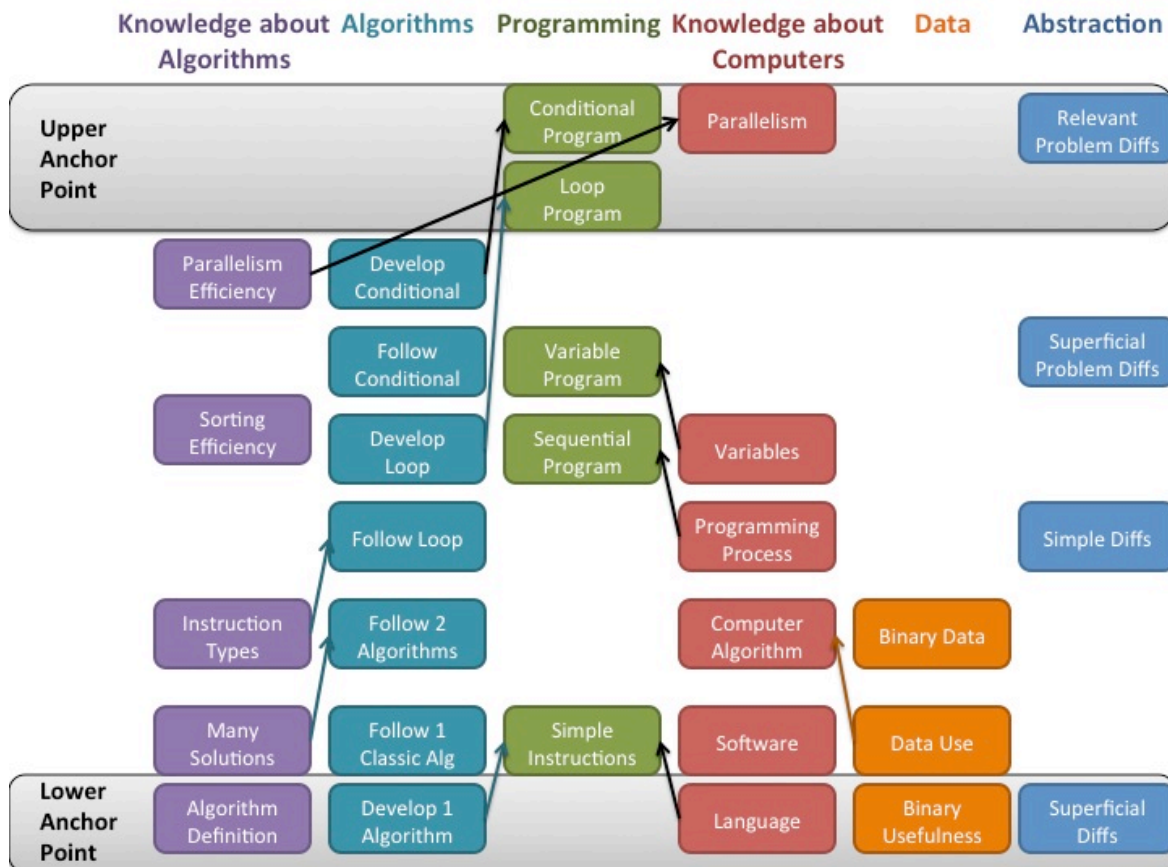 Knowledge about
Algorithms
Algorithms
Programming
Knowledge about
Computers
Data
Abstraction
Upper
Anchor
Point
Conditional
Program
Parallelism
Relevant
Problem Diffs
Loop
Program
Parallelism
Efficiency
Develop
Conditional
Follow
Conditional
Variable
Program
Superficial
Problem Diffs
Sorting
Efficiency
Develop
Loop
Sequential
Program
Variables
Follow Loop
Programming
Process
Simple Diffs
Instruction
Types
Follow 2
Algorithms
Computer
Algorithm
Binary Data
Many
Solutions
Follow 1
Classic Alg
Simple
Instructions
Software
Data Use
Lower
Anchor
Point
Algorithm
Definition
Develop 1
Algorithm
Language
Binary
Usefulness
Superficial
Diffs